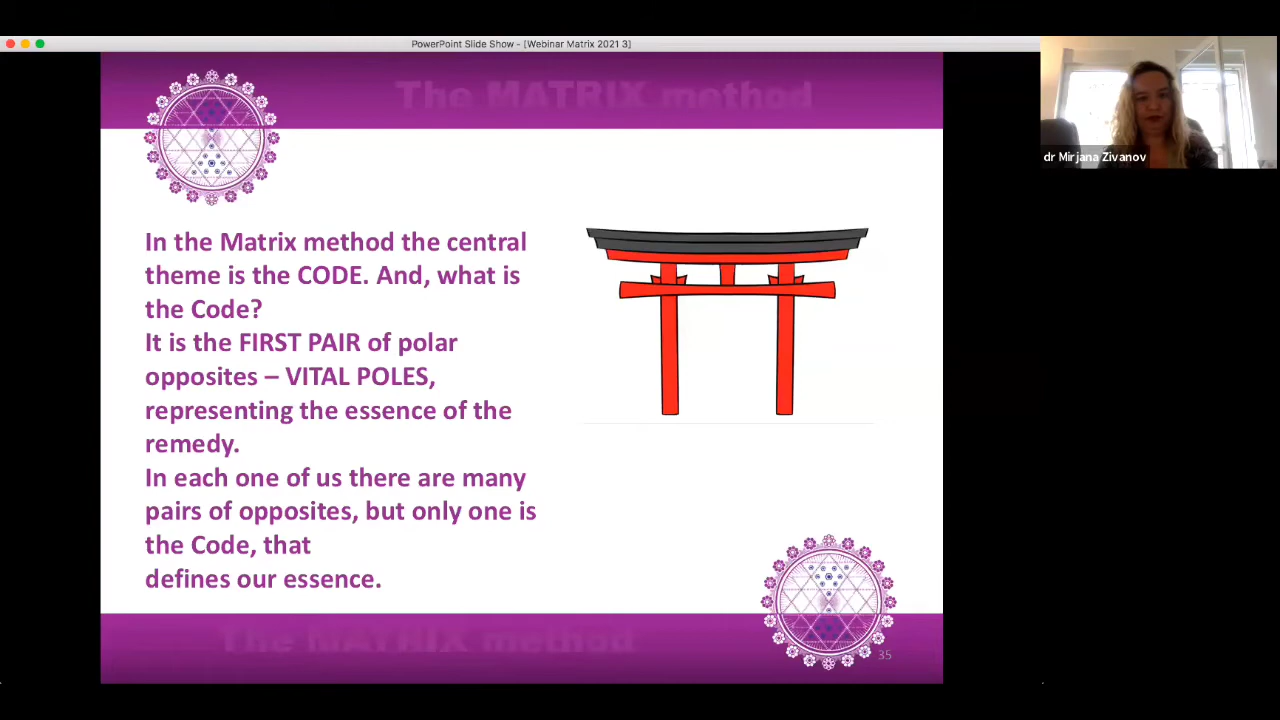 PowerPoint Slide Show - [Webinar Matrix 2021 3]
The MATRIX method
dr Mirjana Zivanov
In the Matrix method the central
theme is the CODE. And, what is
the Code?
It is the FIRST PAIR of polar
opposites – VITAL POLES,
representing the essence of the
remedy.
In each one of us there are many
pairs of opposites, but only one is
the Code, that
defines our essence.
The MATRIX method
35